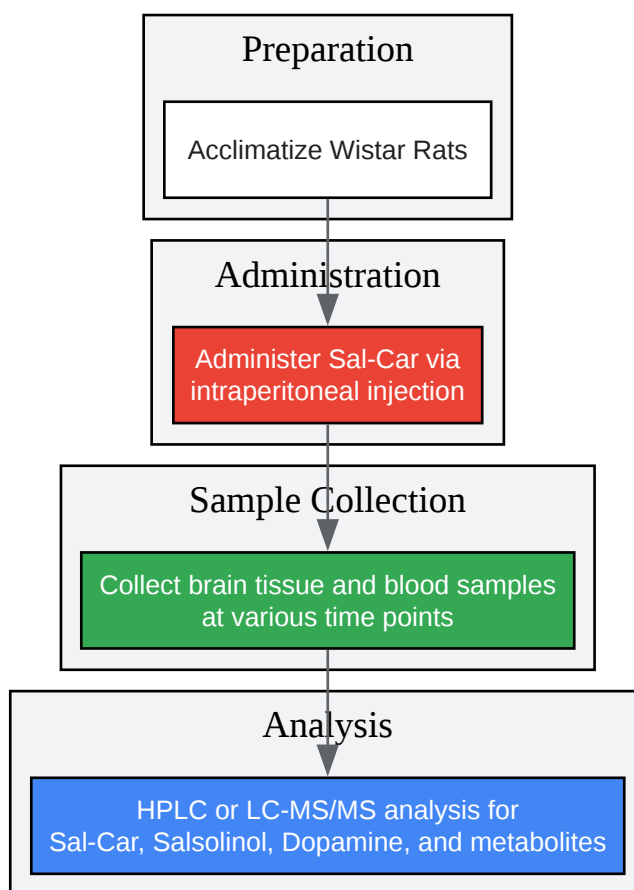 Preparation
Acclimatize Wistar Rats
Administration
Administer Sal-Car via
intraperitoneal injection
Sample Collection
Collect brain tissue and blood samples
at various time points
Analysis
HPLC or LC-MS/MS analysis for
Sal-Car, Salsolinol, Dopamine, and metabolites